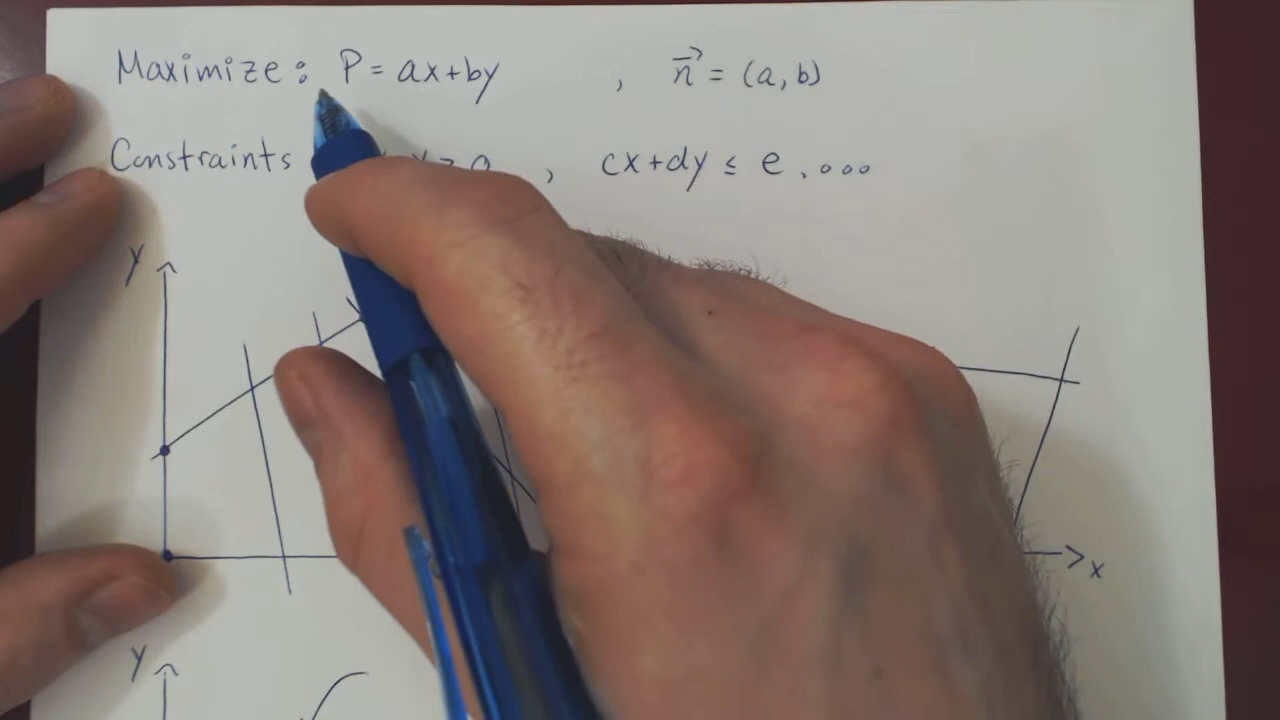 Maximize: P = ax+by , n⃗ = (a, b)
Constraints , cx+dy ≤ e , ...
y
x
y